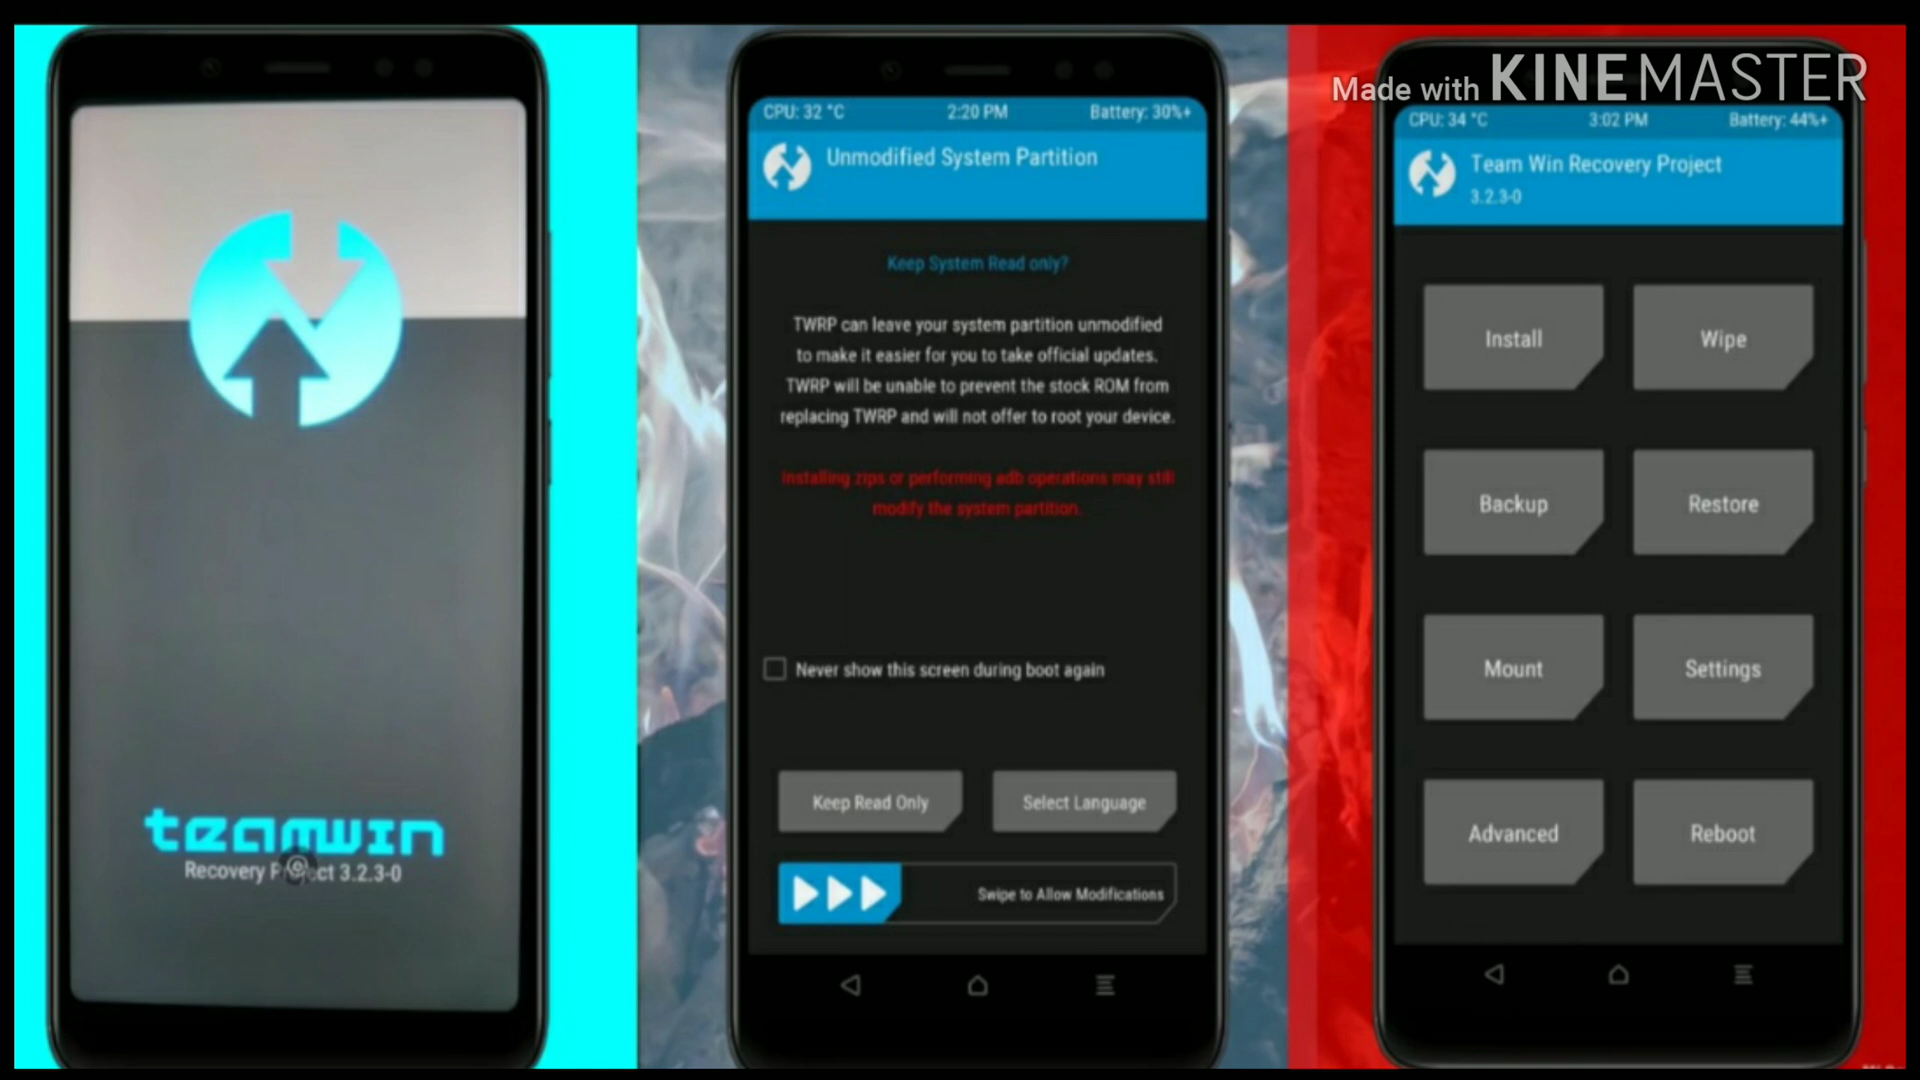 Made with KINEMASTER
teamwin
Recovery Project 3.2.3-0
CPU: 32 °C 2:20 PM Battery: 30%+
Unmodified System Partition
Keep System Read only?
TWRP can leave your system partition unmodified
to make it easier for you to take official updates.
TWRP will be unable to prevent the stock ROM from
replacing TWRP and will not offer to root your device.
Installing zips or performing adb operations may still
modify the system partition.
Never show this screen during boot again
Keep Read Only
Select Language
Swipe to Allow Modifications
CPU: 34 °C 3:02 PM Battery: 44%+
Team Win Recovery Project
3.2.3-0
Install
Wipe
Backup
Restore
Mount
Settings
Advanced
Reboot